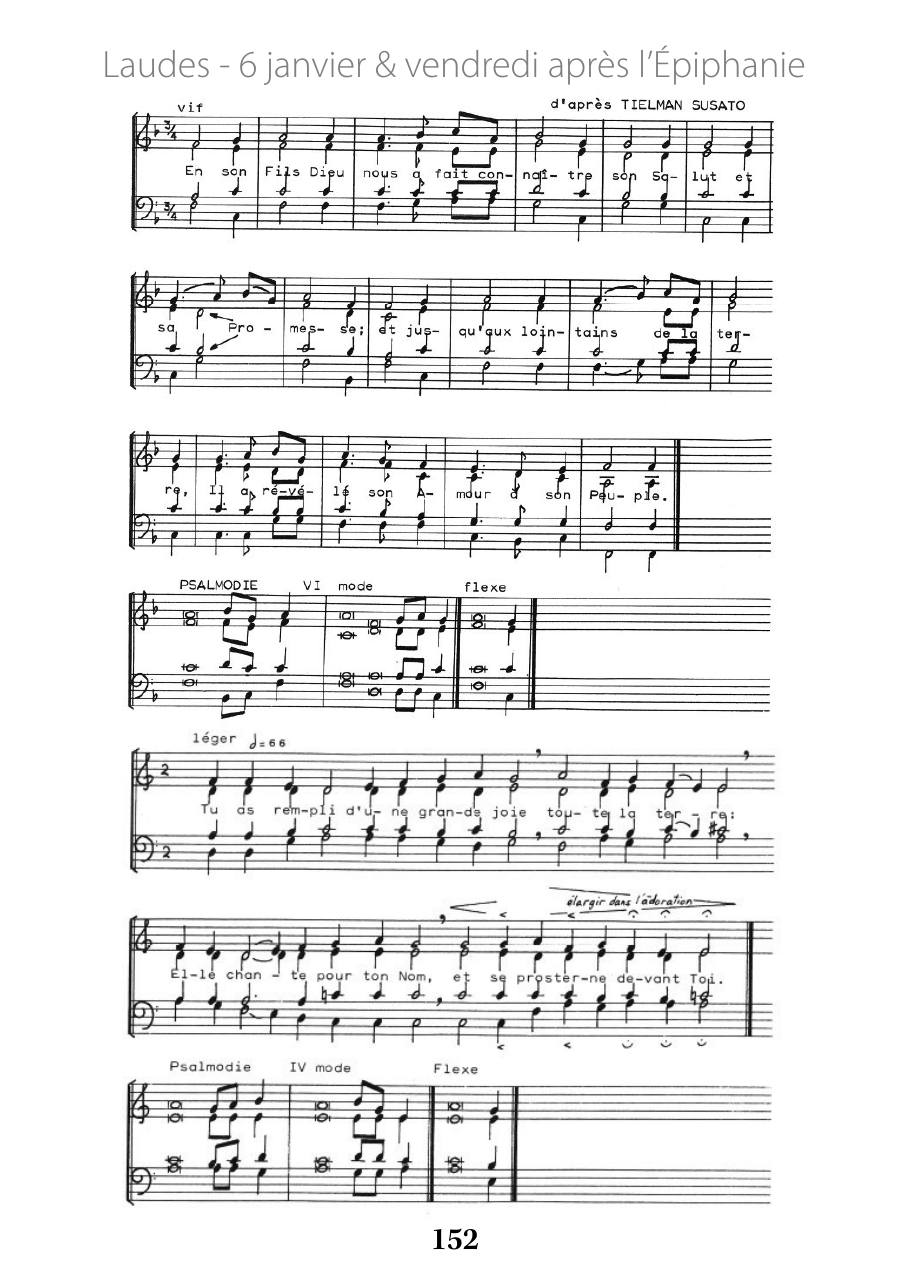 Laudes - 6 janvier & vendredi après l'Épiphanie
vif d'après TIELMAN SUSATO
En son Fils Dieu nous a fait con-naî-tre son Sa-lut et
sa Pro-mes-se; et jus-qu'aux loin-tains de la ter-
re, Il a ré-vé-lé son A-mour à son Peu-ple.
PSALMODIE VI mode flexe
léger 𝅗𝅥=66
Tu as rem-pli d'u-ne gran-de joie tou-te la ter-re:
élargir dans l'adoration
El-le chan-te pour ton Nom, et se proster-ne de-vant Toi.
Psalmodie IV mode Flexe
152